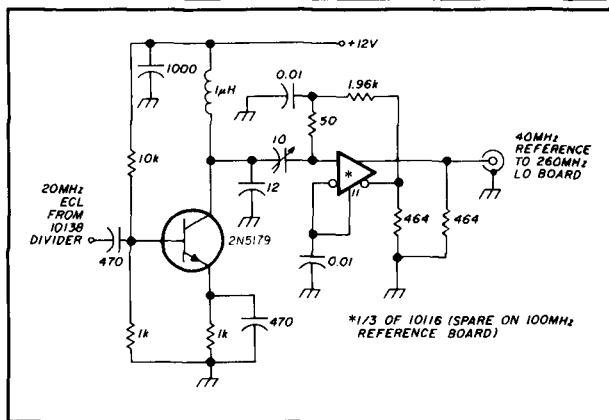 +12V
1000
1μH
0.01
1.96k
50
10k
10
12
20MHz
ECL
FROM
10138
DIVIDER
470
2N5179
*
11
40MHz
REFERENCE
TO 260MHz
LO BOARD
464
464
0.01
1k
1k
470
*1/3 OF 10116 (SPARE ON 100MHz
REFERENCE BOARD)